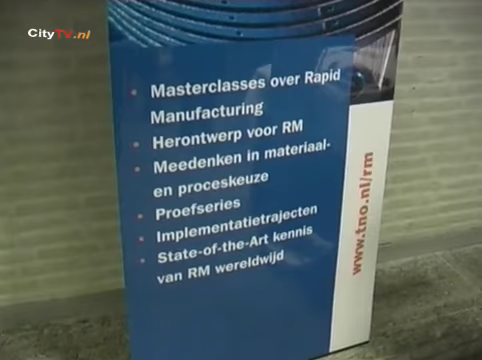 CityTv.nl
• Masterclasses over Rapid
Manufacturing
• Herontwerp voor RM
• Meedenken in materiaal-
en proceskeuze
• Proefseries
• Implementatietrajecten
• State-of-the-Art kennis
van RM wereldwijd
www.tno.nl/rm